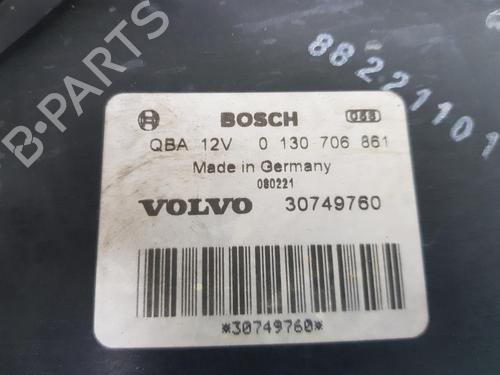 B-PARTS
88221101
BOSCH
QBA 12V 0 130 706 861
Made in Germany
080221
VOLVO 30749760
*30749760*